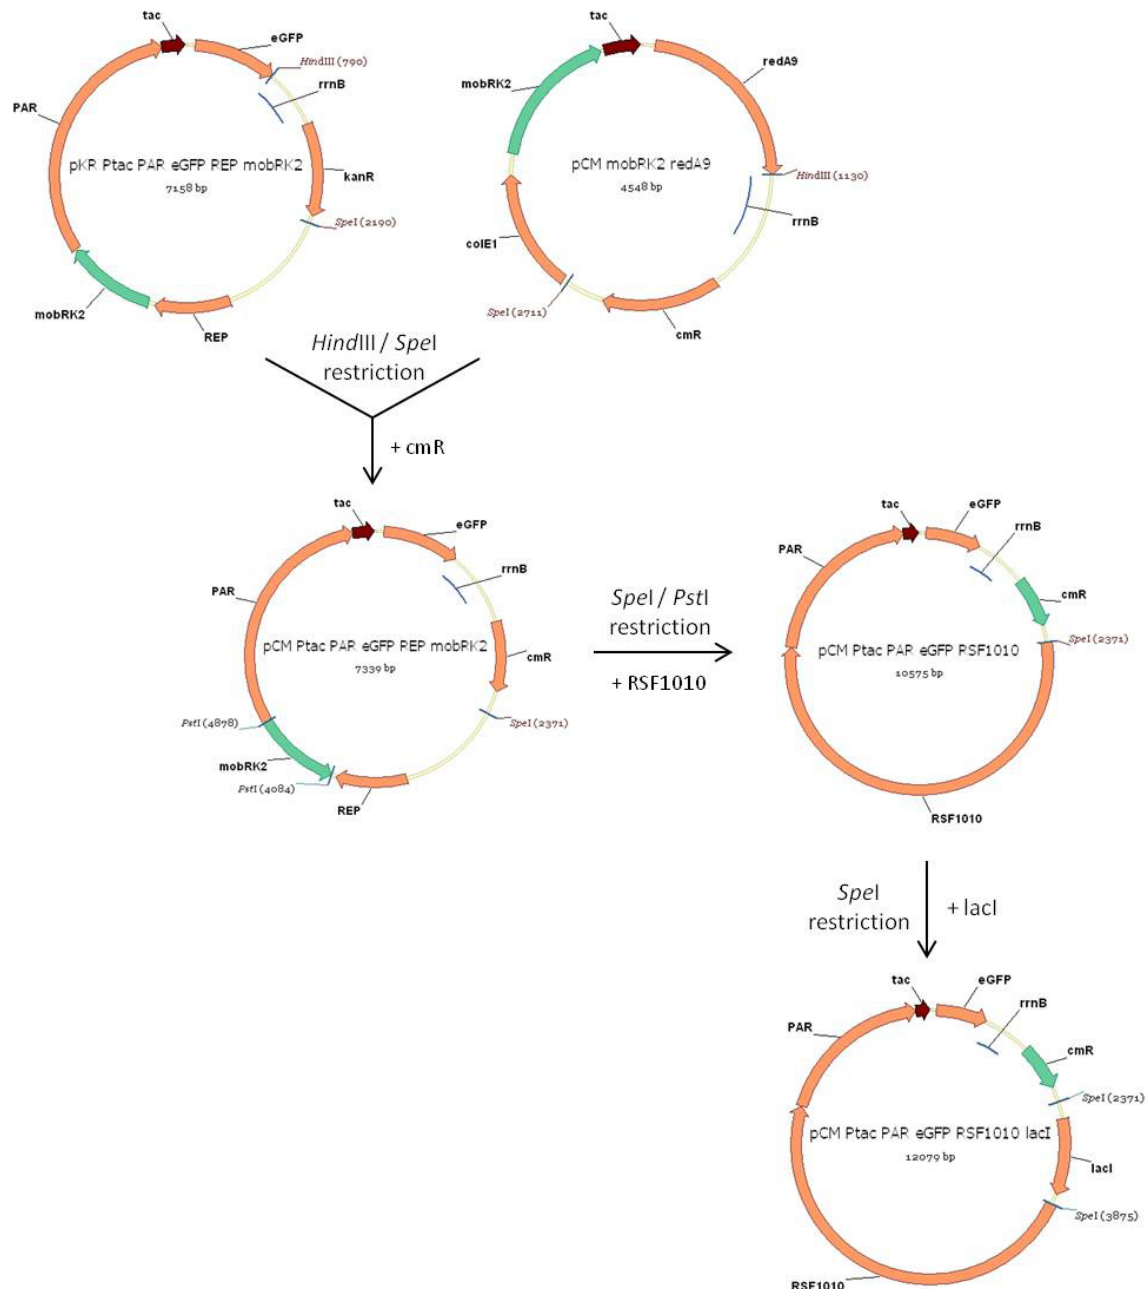 tac
eGFP
HindIII (790)
rrnB
PAR
pKR Ptac PAR eGFP REP mobRK2
7158 bp
kanR
SpeI (2190)
mobRK2
REP
tac
redA9
mobRK2
pCM mobRK2 redA9
4548 bp
HindIII (1130)
rrnB
colE1
SpeI (2711)
cmR
HindIII / SpeI
restriction
+ cmR
tac
eGFP
rrnB
PAR
pCM Ptac PAR eGFP REP mobRK2
7339 bp
cmR
PstI (4878)
SpeI (2371)
mobRK2
PstI (4084)
REP
SpeI / PstI
restriction
+ RSF1010
tac
eGFP
rrnB
PAR
cmR
SpeI (2371)
pCM Ptac PAR eGFP RSF1010
10575 bp
RSF1010
SpeI
restriction
+ lacI
tac
eGFP
rrnB
PAR
cmR
SpeI (2371)
pCM Ptac PAR eGFP RSF1010 lacI
12079 bp
lacI
SpeI (3875)
RSF1010